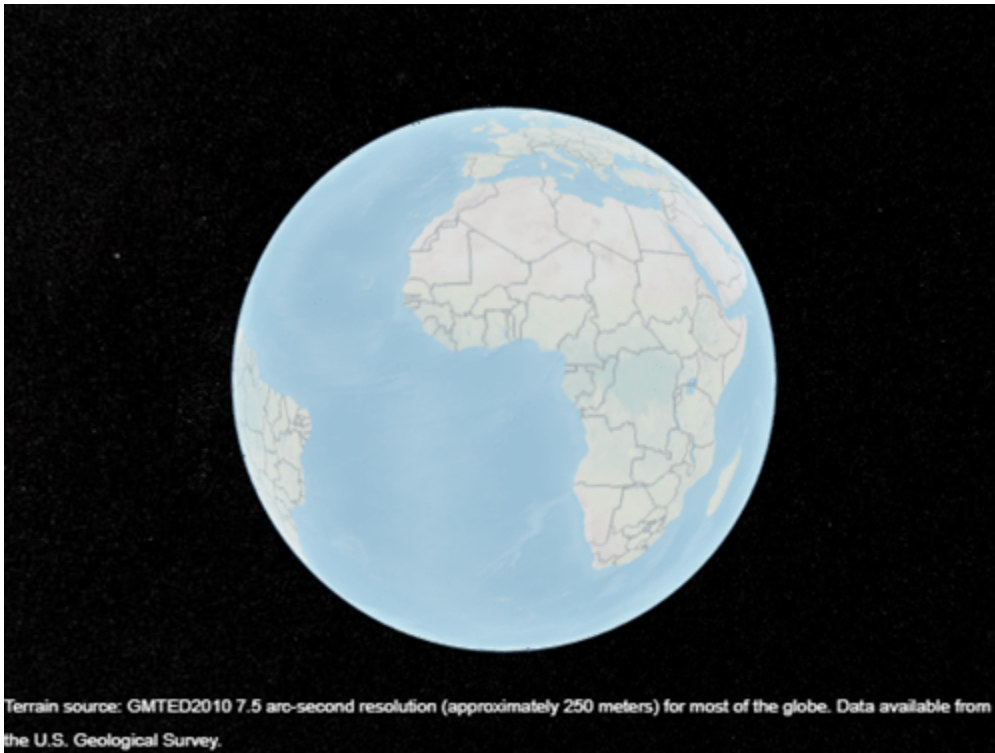 Terrain source: GMTED2010 7.5 arc-second resolution (approximately 250 meters) for most of the globe. Data available from
the U.S. Geological Survey.